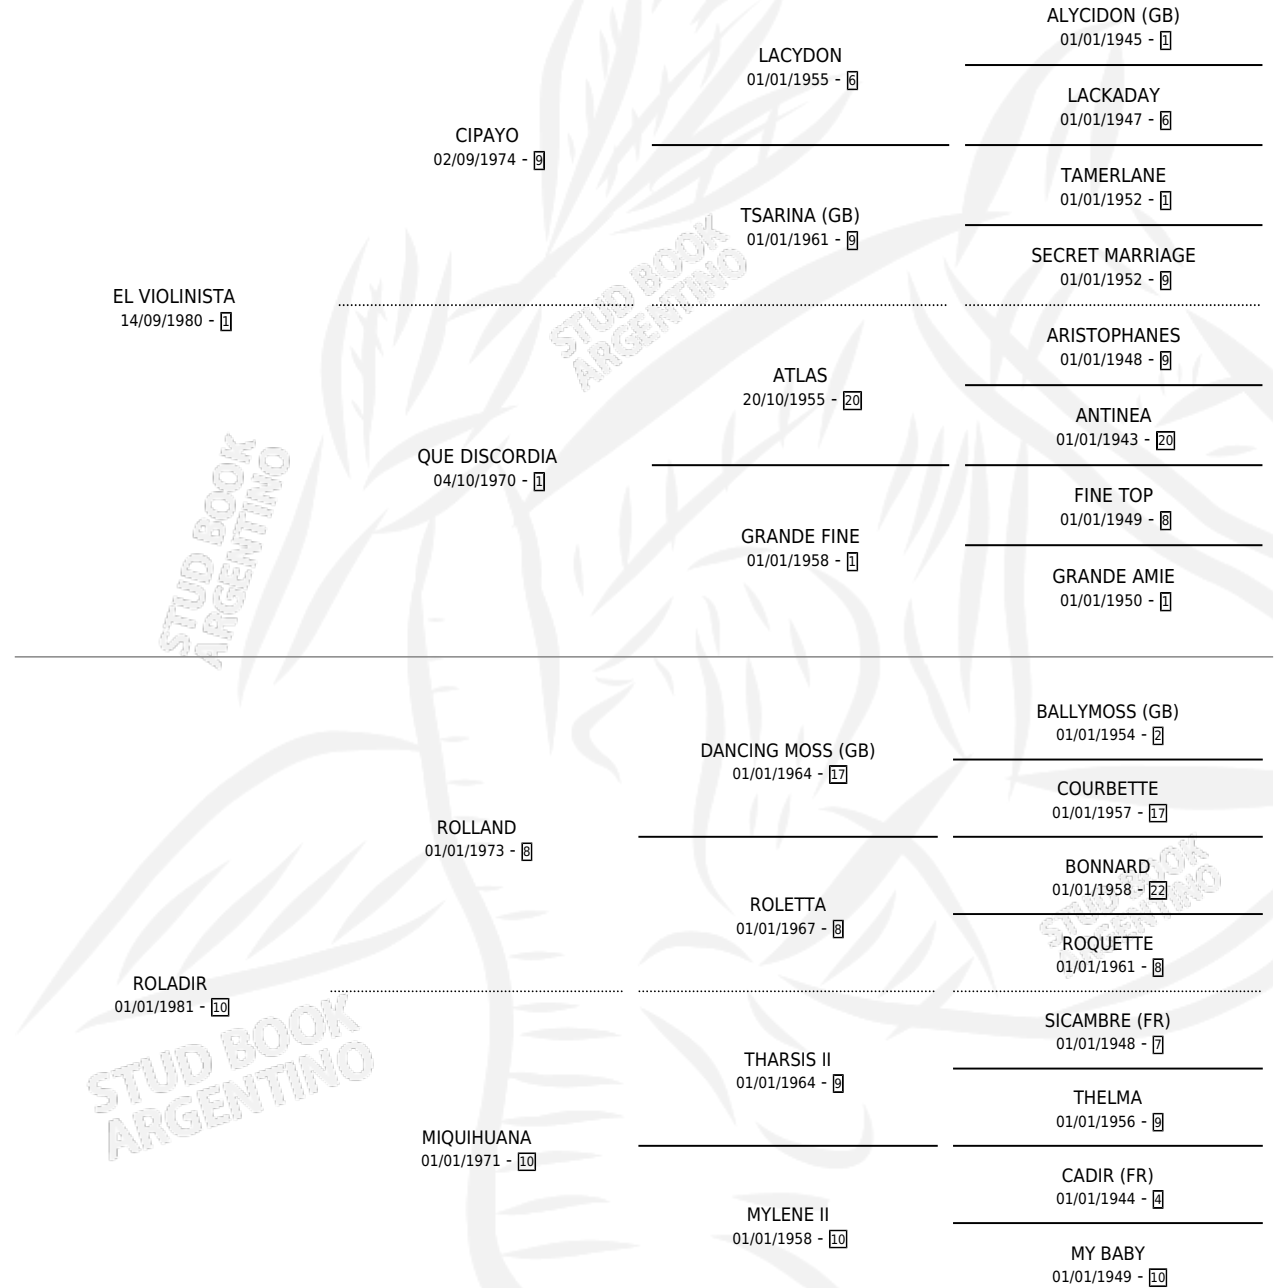 ALYCIDON (GB)
01/01/1945 - 1
LACYDON
01/01/1955 - 6
LACKADAY
01/01/1947 - 6
CIPAYO
02/09/1974 - 9
TAMERLANE
01/01/1952 - 1
TSARINA (GB)
01/01/1961 - 9
SECRET MARRIAGE
01/01/1952 - 9
EL VIOLINISTA
14/09/1980 - 1
ARISTOPHANES
01/01/1948 - 9
ATLAS
20/10/1955 - 20
ANTINEA
01/01/1943 - 20
QUE DISCORDIA
04/10/1970 - 1
FINE TOP
01/01/1949 - 8
GRANDE FINE
01/01/1958 - 1
GRANDE AMIE
01/01/1950 - 1
BALLYMOSS (GB)
01/01/1954 - 2
DANCING MOSS (GB)
01/01/1964 - 17
COURBETTE
01/01/1957 - 17
ROLLAND
01/01/1973 - 8
BONNARD
01/01/1958 - 22
ROLETTA
01/01/1967 - 8
ROQUETTE
01/01/1961 - 8
ROLADIR
01/01/1981 - 10
SICAMBRE (FR)
01/01/1948 - 7
THARSIS II
01/01/1964 - 9
THELMA
01/01/1956 - 9
MIQUIHUANA
01/01/1971 - 10
CADIR (FR)
01/01/1944 - 4
MYLENE II
01/01/1958 - 10
MY BABY
01/01/1949 - 10
STUD BOOK
ARGENTINO
STUD BOOK
ARGENTINO
STUD BOOK
ARGENTINO
STUD BOOK
ARGENTINO